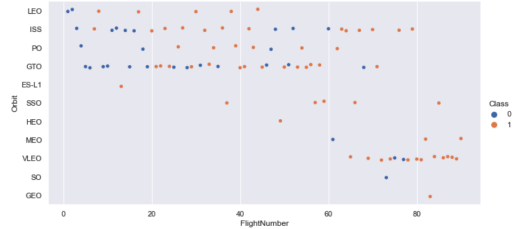 LEO
ISS
PO
GTO
ES-L1
SSO
HEO
MEO
VLEO
SO
GEO
Orbit
0
20
40
60
80
FlightNumber
Class
0
1